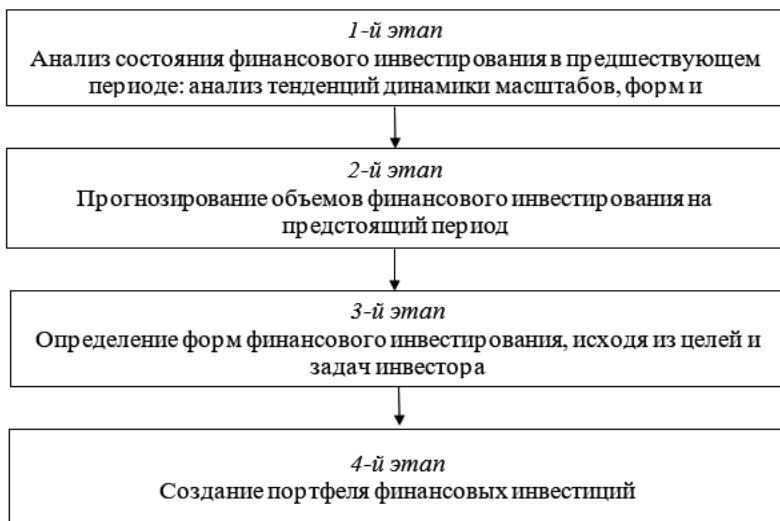 1-й этап
Анализ состояния финансового инвестирования в предшествующем
периоде: анализ тенденций динамики масштабов, форм и
2-й этап
Прогнозирование объемов финансового инвестирования на
предстоящий период
3-й этап
Определение форм финансового инвестирования, исходя из целей и
задач инвестора
4-й этап
Создание портфеля финансовых инвестиций